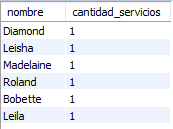 nombre cantidad_servicios
Diamond 1
Leisha 1
Madelaine 1
Roland 1
Bobette 1
Leila 1